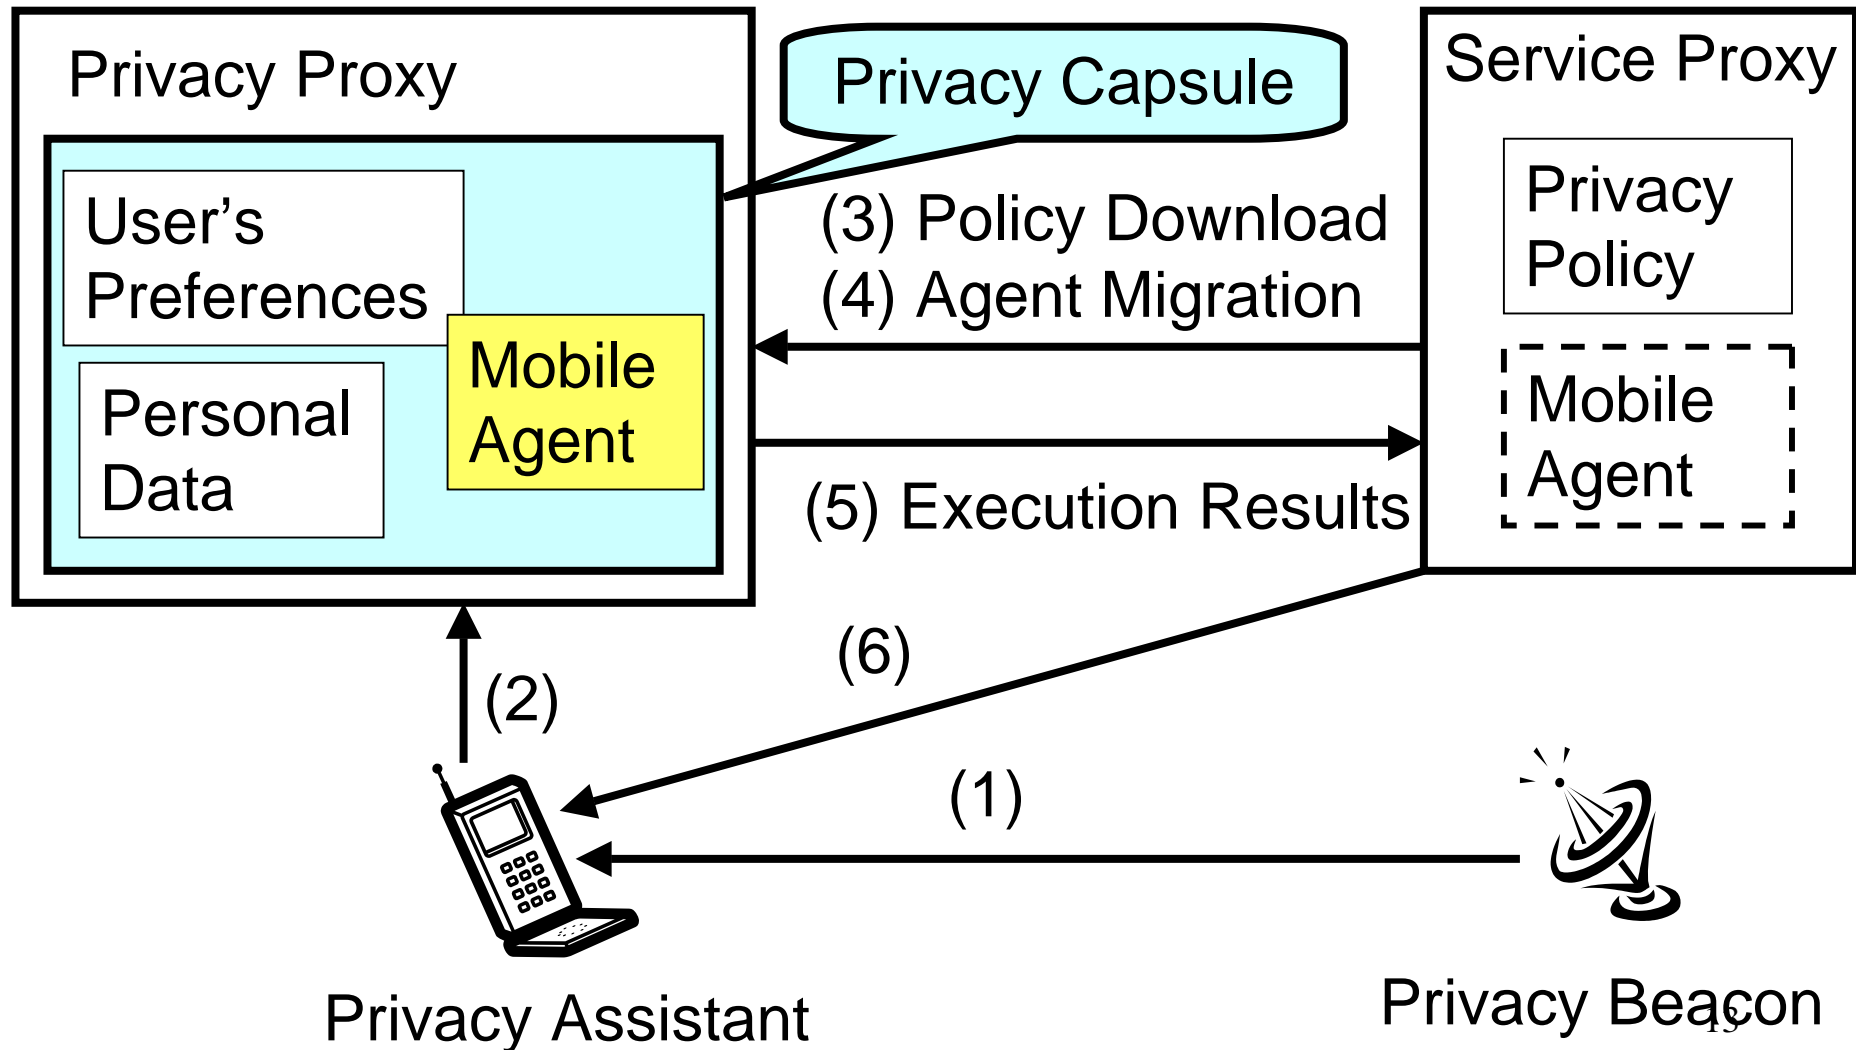 Privacy Proxy
Privacy Capsule
Service Proxy
User’s
Preferences
Mobile
Agent
Personal
Data
(3) Policy Download
(4) Agent Migration
(5) Execution Results
Privacy
Policy
Mobile
Agent
(6)
(2)
(1)
Privacy Assistant
Privacy Beacon
13